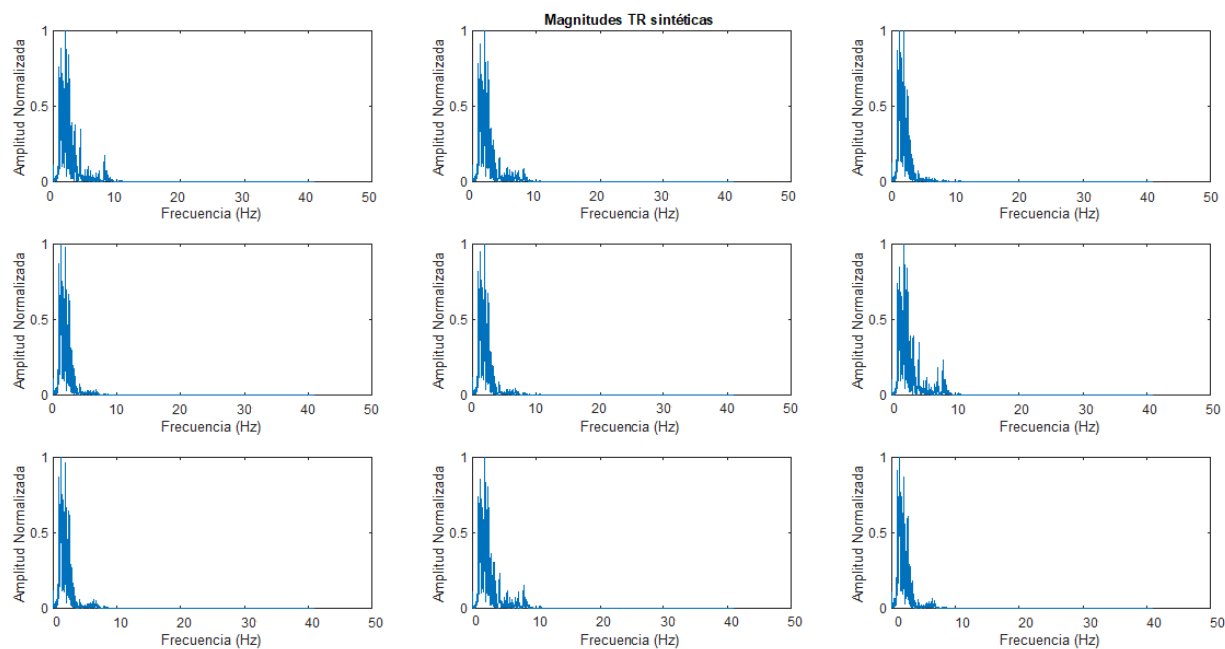 Magnitudes TR sintéticas
Amplitud Normalizada
1
0.5
0
0 10 20 30 40 50
Frecuencia (Hz)
Amplitud Normalizada
1
0.5
0
0 10 20 30 40 50
Frecuencia (Hz)
Amplitud Normalizada
1
0.5
0
0 10 20 30 40 50
Frecuencia (Hz)
Amplitud Normalizada
1
0.5
0
0 10 20 30 40 50
Frecuencia (Hz)
Amplitud Normalizada
1
0.5
0
0 10 20 30 40 50
Frecuencia (Hz)
Amplitud Normalizada
1
0.5
0
0 10 20 30 40 50
Frecuencia (Hz)
Amplitud Normalizada
1
0.5
0
0 10 20 30 40 50
Frecuencia (Hz)
Amplitud Normalizada
1
0.5
0
0 10 20 30 40 50
Frecuencia (Hz)
Amplitud Normalizada
1
0.5
0
0 10 20 30 40 50
Frecuencia (Hz)